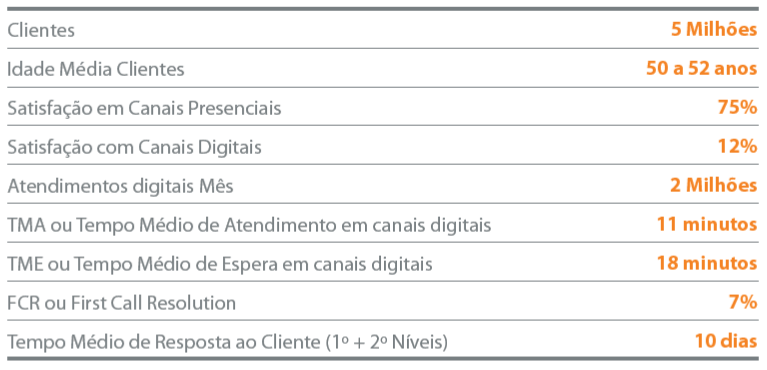 Clientes 5 Milhões
Idade Média Clientes 50 a 52 anos
Satisfação em Canais Presenciais 75%
Satisfação com Canais Digitais 12%
Atendimentos digitais Mês 2 Milhões
TMA ou Tempo Médio de Atendimento em canais digitais 11 minutos
TME ou Tempo Médio de Espera em canais digitais 18 minutos
FCR ou First Call Resolution 7%
Tempo Médio de Resposta ao Cliente (1º + 2º Níveis) 10 dias